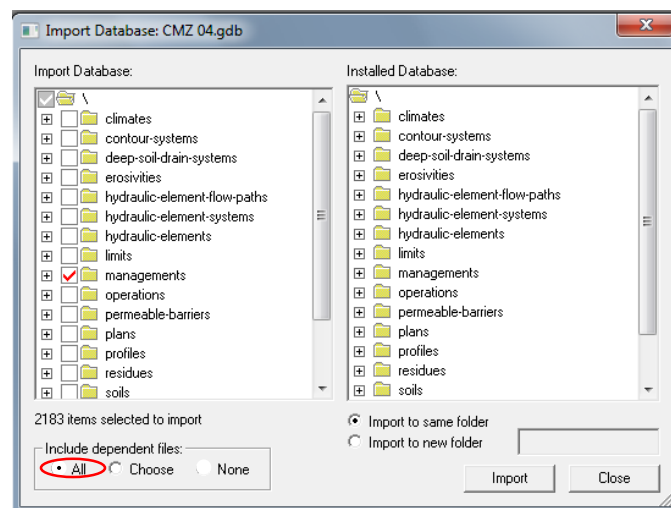 Import Database: CMZ 04.gdb
Import Database:
\
climates
contour-systems
deep-soil-drain-systems
erosivities
hydraulic-element-flow-paths
hydraulic-element-systems
hydraulic-elements
limits
managements
operations
permeable-barriers
plans
profiles
residues
soils
2183 items selected to import
Include dependent files:
All Choose None
Installed Database:
\
climates
contour-systems
deep-soil-drain-systems
erosivities
hydraulic-element-flow-paths
hydraulic-element-systems
hydraulic-elements
limits
managements
operations
permeable-barriers
plans
profiles
residues
soils
Import to same folder
Import to new folder
Import Close